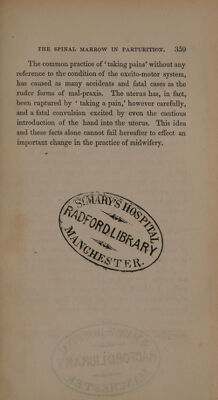 THE SPINAL MARROW IN PARTURITION. 359
The common practice of ‘taking pains’ without any
reference to the condition of the excito-motor system,
has caused as many accidents and fatal cases as the
ruder forms of mal-praxis. The uterus has, in fact,
been ruptured by ‘ taking a pain,’ however carefully,
and a fatal convulsion excited by even the cautious
introduction of the hand into the uterus. This idea
and these facts alone cannot fail hereafter to effect an
important change in the practice of midwifery.
ST. MARY'S HOSPITAL,
RADFORD LIBRARY
MANCHESTER.